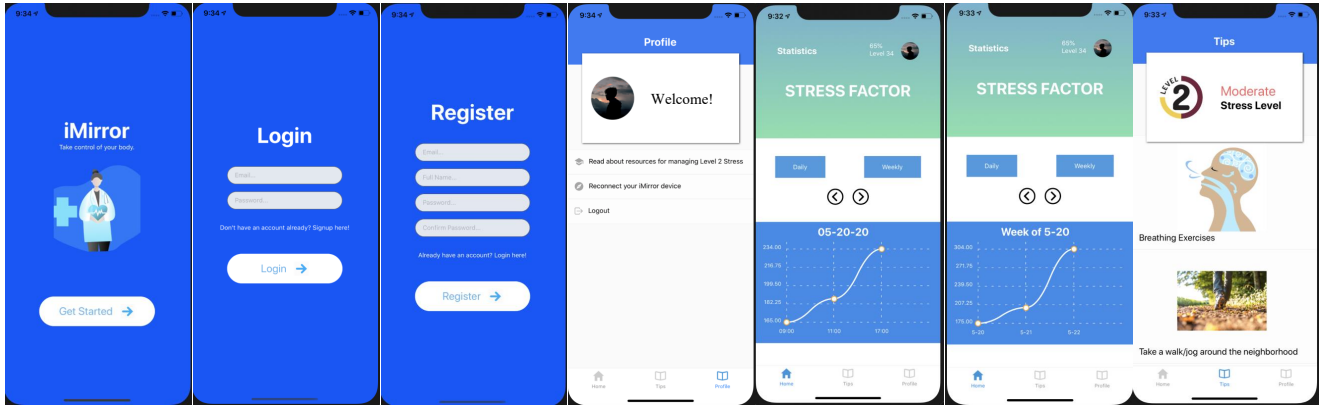 9:34
iMirror
Take control of your body.
Get Started
9:34
Login
Email...
Password...
Don't have an account already? Signup here!
Login
9:34
Register
Email...
Full Name...
Password...
Confirm Password...
Already have an account? Login here!
Register
9:34
Profile
Welcome!
Read about resources for managing Level 2 Stress
Reconnect your iMirror device
Logout
Home Tips Profile
9:32
Statistics
65%
Level 34
STRESS FACTOR
Daily Weekly
05-20-20
234.00
216.75
199.50
182.25
165.00
09:00 11:00 17:00
Home Tips Profile
9:33
Statistics
65%
Level 34
STRESS FACTOR
Daily Weekly
Week of 5-20
304.00
271.75
239.50
207.25
175.00
5-20 5-21 5-22
Home Tips Profile
9:33
Tips
LEVEL
2
Moderate
Stress Level
Breathing Exercises
Take a walk/jog around the neighborhood
Home Tips Profile